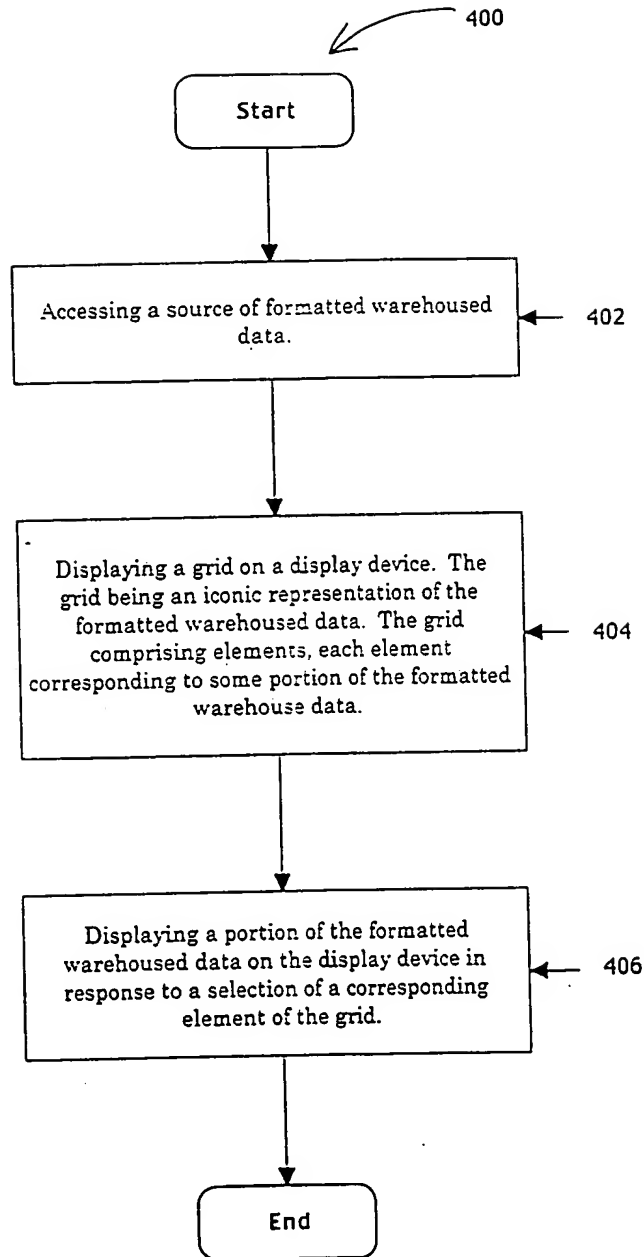 400
Start
Accessing a source of formatted warehoused
data.
402
Displaying a grid on a display device. The
grid being an iconic representation of the
formatted warehoused data. The grid
comprising elements, each element
corresponding to some portion of the formatted
warehouse data.
404
Displaying a portion of the formatted
warehoused data on the display device in
response to a selection of a corresponding
element of the grid.
406
End